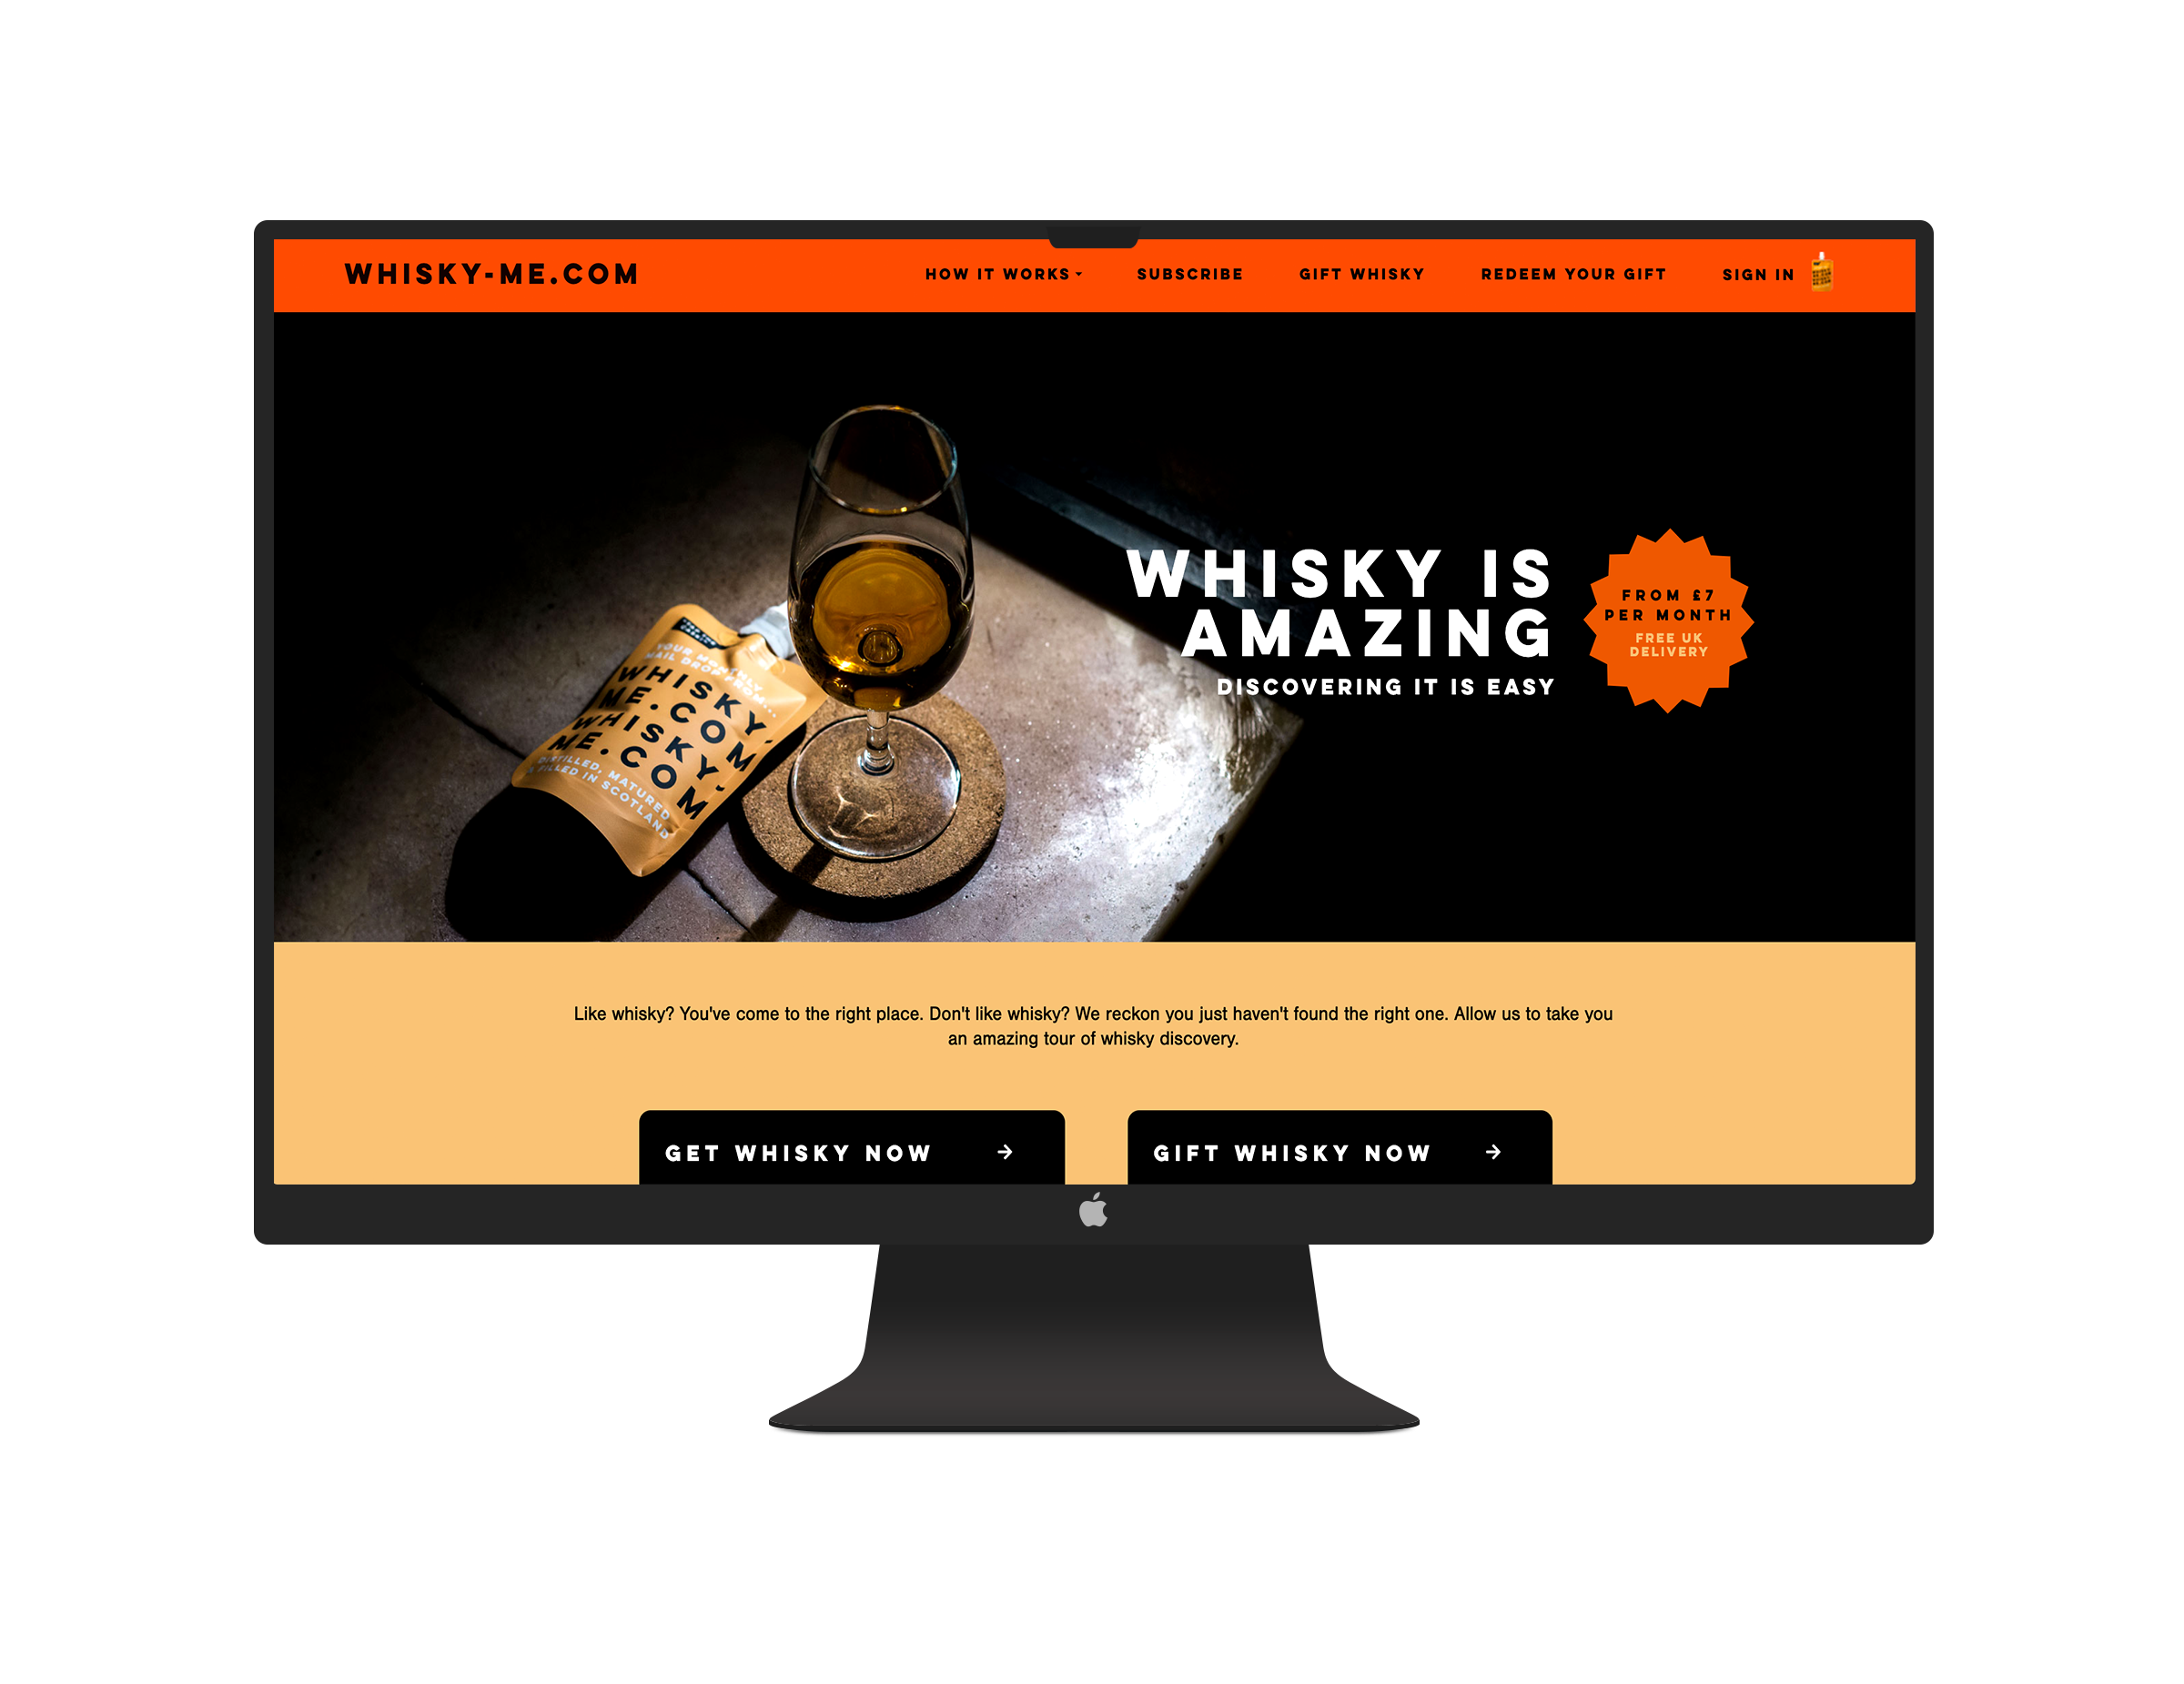 WHISKY-ME.COM
HOW IT WORKS
SUBSCRIBE
GIFT WHISKY
REDEEM YOUR GIFT
SIGN IN
WHISKY IS
AMAZING
DISCOVERING IT IS EASY
FROM £7
PER MONTH
FREE UK
DELIVERY
YOUR MONTHLY
MAIL DROP FROM...
WHISKY-
ME.COM
WHISKY-
ME.COM
DISTILLED, MATURED
& FILLED IN SCOTLAND
Like whisky? You've come to the right place. Don't like whisky? We reckon you just haven't found the right one. Allow us to take you
an amazing tour of whisky discovery.
GET WHISKY NOW →
GIFT WHISKY NOW →